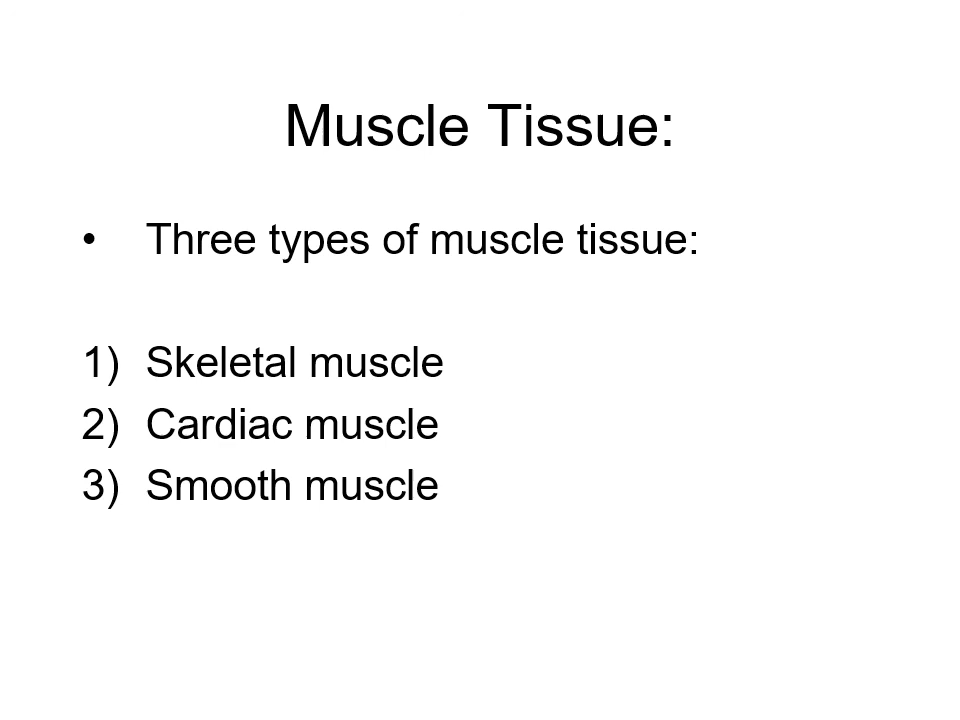 Muscle Tissue:
• Three types of muscle tissue:
1) Skeletal muscle
2) Cardiac muscle
3) Smooth muscle